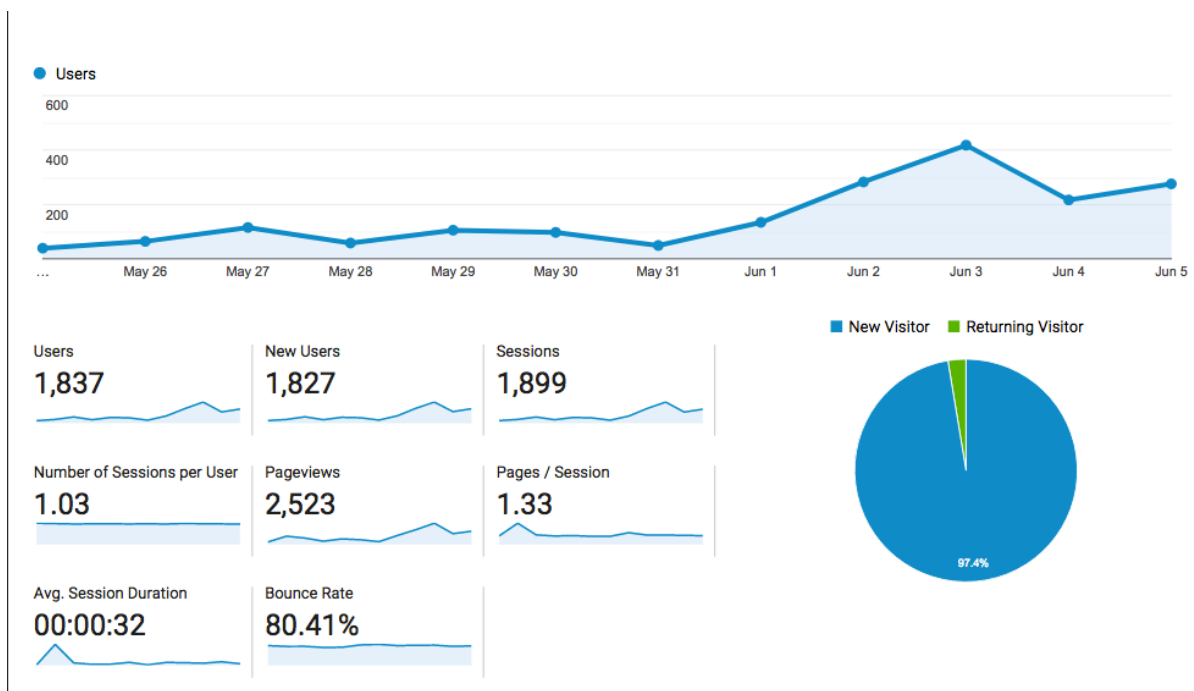 Users
600
400
200
...
May 26
May 27
May 28
May 29
May 30
May 31
Jun 1
Jun 2
Jun 3
Jun 4
Jun 5
New Visitor
Returning Visitor
Users
1,837
New Users
1,827
Sessions
1,899
Number of Sessions per User
1.03
Pageviews
2,523
Pages / Session
1.33
Avg. Session Duration
00:00:32
Bounce Rate
80.41%
97.4%